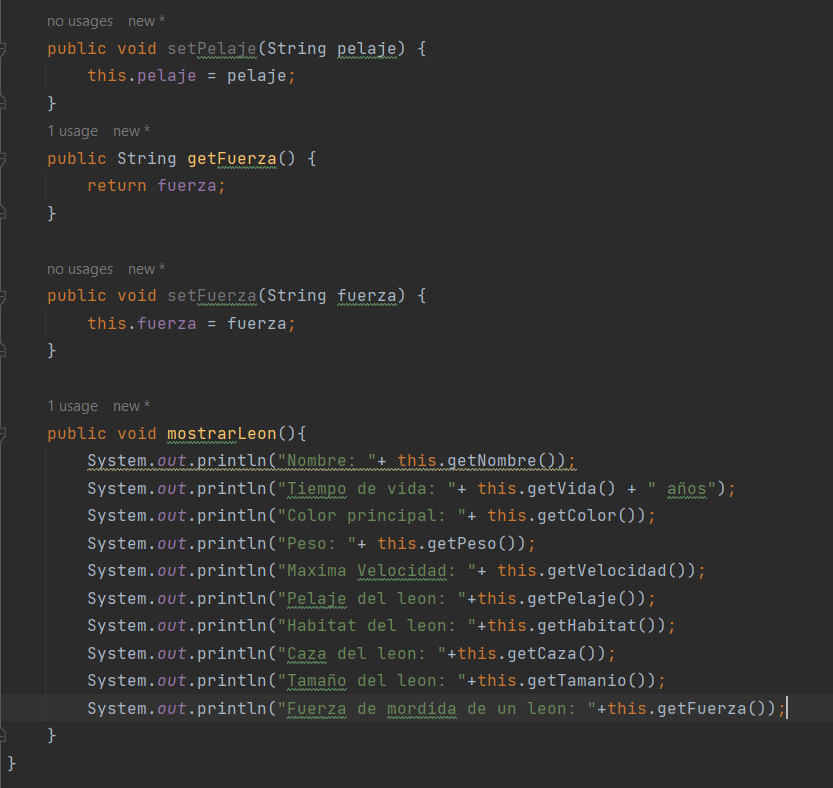 no usages   new *
public void setPelaje(String pelaje) {
    this.pelaje = pelaje;
}
1 usage   new *
public String getFuerza() {
    return fuerza;
}
no usages   new *
public void setFuerza(String fuerza) {
    this.fuerza = fuerza;
}
1 usage   new *
public void mostrarLeon(){
    System.out.println("Nombre: "+ this.getNombre());
    System.out.println("Tiempo de vida: "+ this.getVida() + " años");
    System.out.println("Color principal: "+ this.getColor());
    System.out.println("Peso: "+ this.getPeso());
    System.out.println("Maxima Velocidad: "+ this.getVelocidad());
    System.out.println("Pelaje del leon: "+this.getPelaje());
    System.out.println("Habitat del leon: "+this.getHabitat());
    System.out.println("Caza del leon: "+this.getCaza());
    System.out.println("Tamaño del leon: "+this.getTamanio());
    System.out.println("Fuerza de mordida de un leon: "+this.getFuerza());
}
}